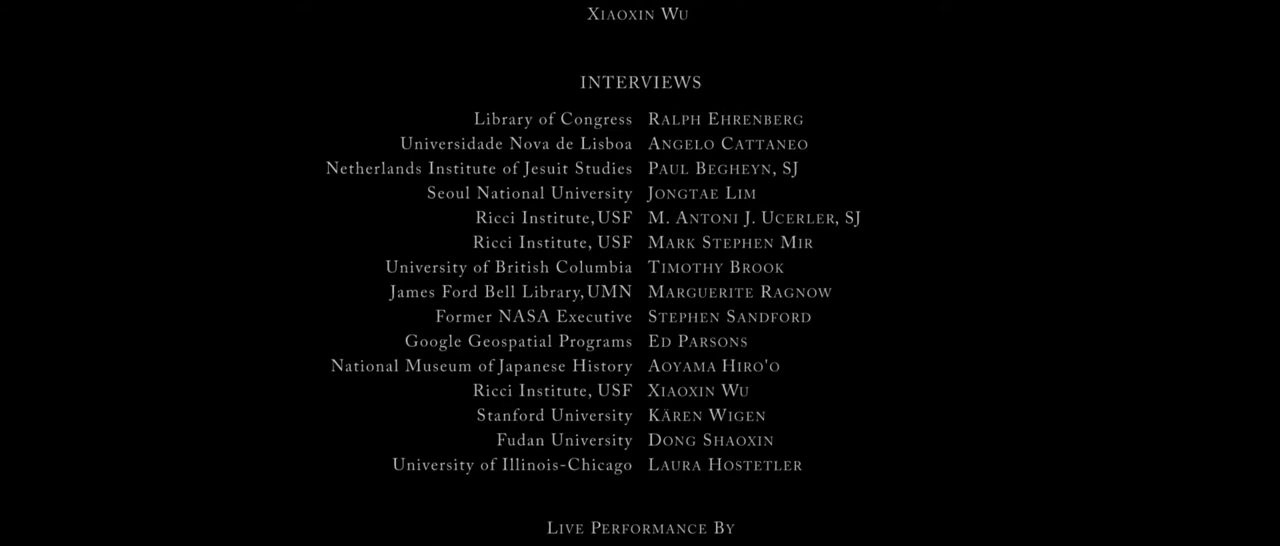 XIAOXIN WU
INTERVIEWS
Library of Congress RALPH EHRENBERG
Universidade Nova de Lisboa ANGELO CATTANEO
Netherlands Institute of Jesuit Studies PAUL BEGHEYN, SJ
Seoul National University JONGTAE LIM
Ricci Institute, USF M. ANTONI J. UCERLER, SJ
Ricci Institute, USF MARK STEPHEN MIR
University of British Columbia TIMOTHY BROOK
James Ford Bell Library, UMN MARGUERITE RAGNOW
Former NASA Executive STEPHEN SANDFORD
Google Geospatial Programs ED PARSONS
National Museum of Japanese History AOYAMA HIRO'O
Ricci Institute, USF XIAOXIN WU
Stanford University KÄREN WIGEN
Fudan University DONG SHAOXIN
University of Illinois-Chicago LAURA HOSTETLER
LIVE PERFORMANCE BY